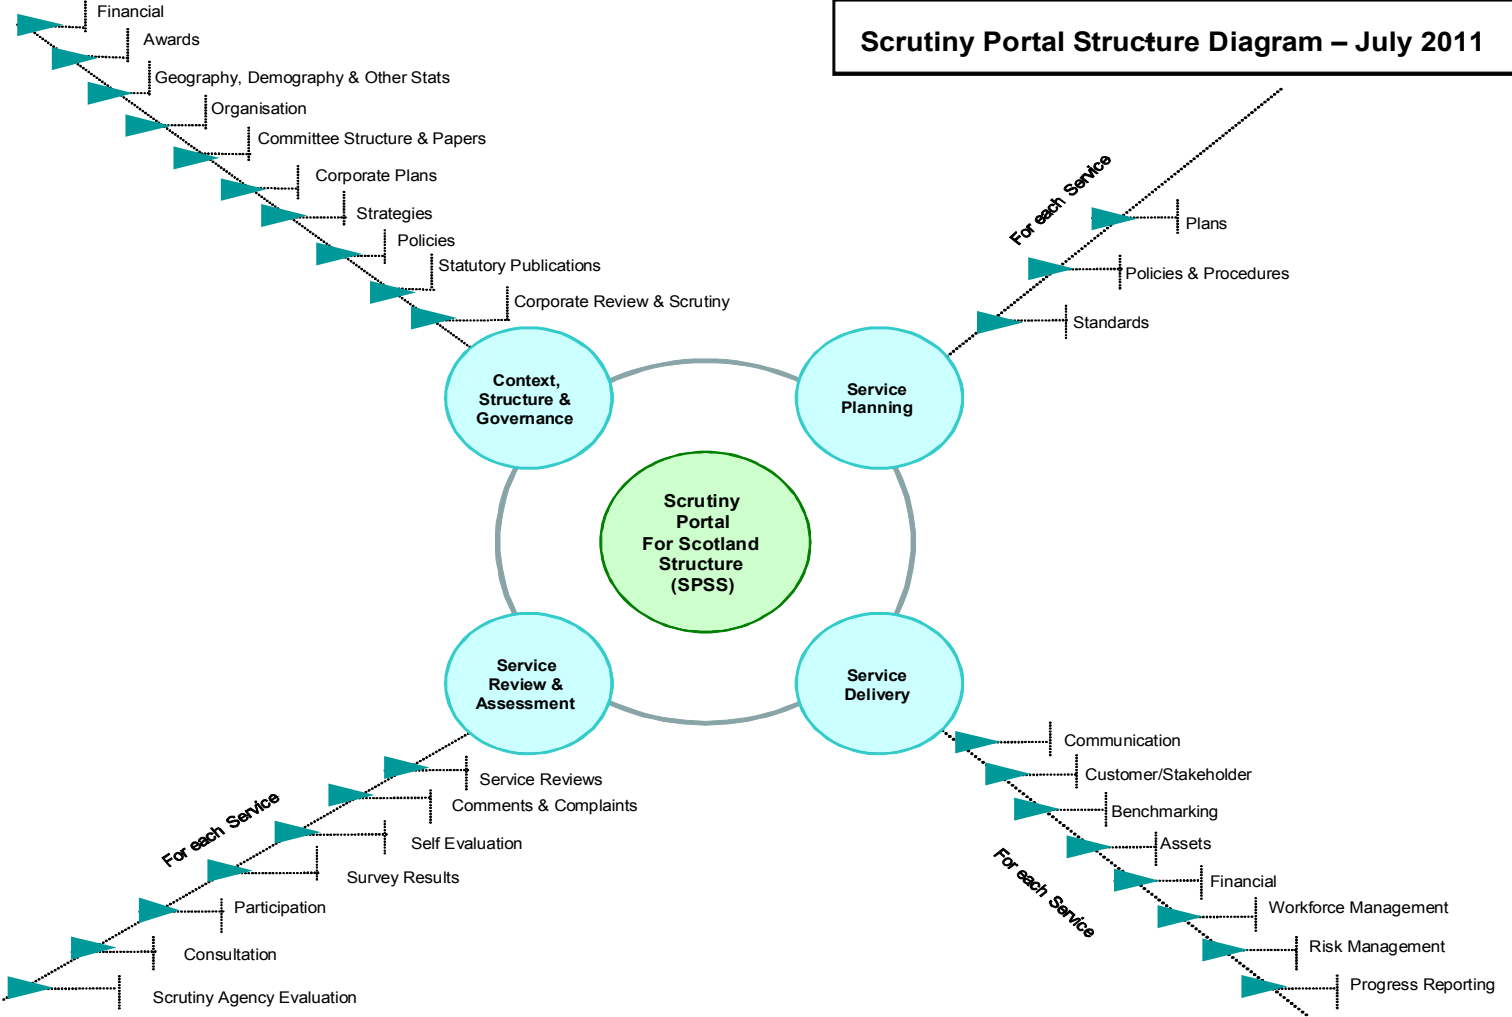 Scrutiny Portal Structure Diagram – July 2011
Financial
Awards
Geography, Demography & Other Stats
Organisation
Committee Structure & Papers
Corporate Plans
Strategies
Policies
Statutory Publications
Corporate Review & Scrutiny
For each Service
Plans
Policies & Procedures
Standards
Context,
Structure &
Governance
Service
Planning
Scrutiny
Portal
For Scotland
Structure
(SPSS)
Service
Review &
Assessment
Service
Delivery
For each Service
Service Reviews
Comments & Complaints
Self Evaluation
Survey Results
Participation
Consultation
Scrutiny Agency Evaluation
For each Service
Communication
Customer/Stakeholder
Benchmarking
Assets
Financial
Workforce Management
Risk Management
Progress Reporting